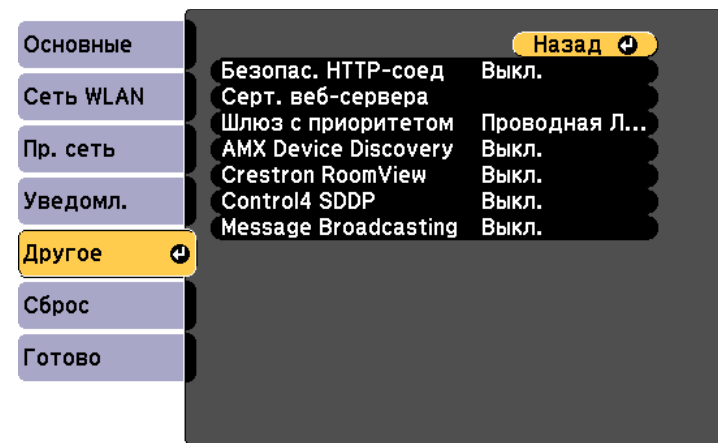 Основные
Сеть WLAN
Пр. сеть
Уведомл.
Другое
Сброс
Готово
Назад
Безопас. HTTP-соед Выкл.
Серт. веб-сервера
Шлюз с приоритетом Проводная Л...
AMX Device Discovery Выкл.
Crestron RoomView Выкл.
Control4 SDDP Выкл.
Message Broadcasting Выкл.